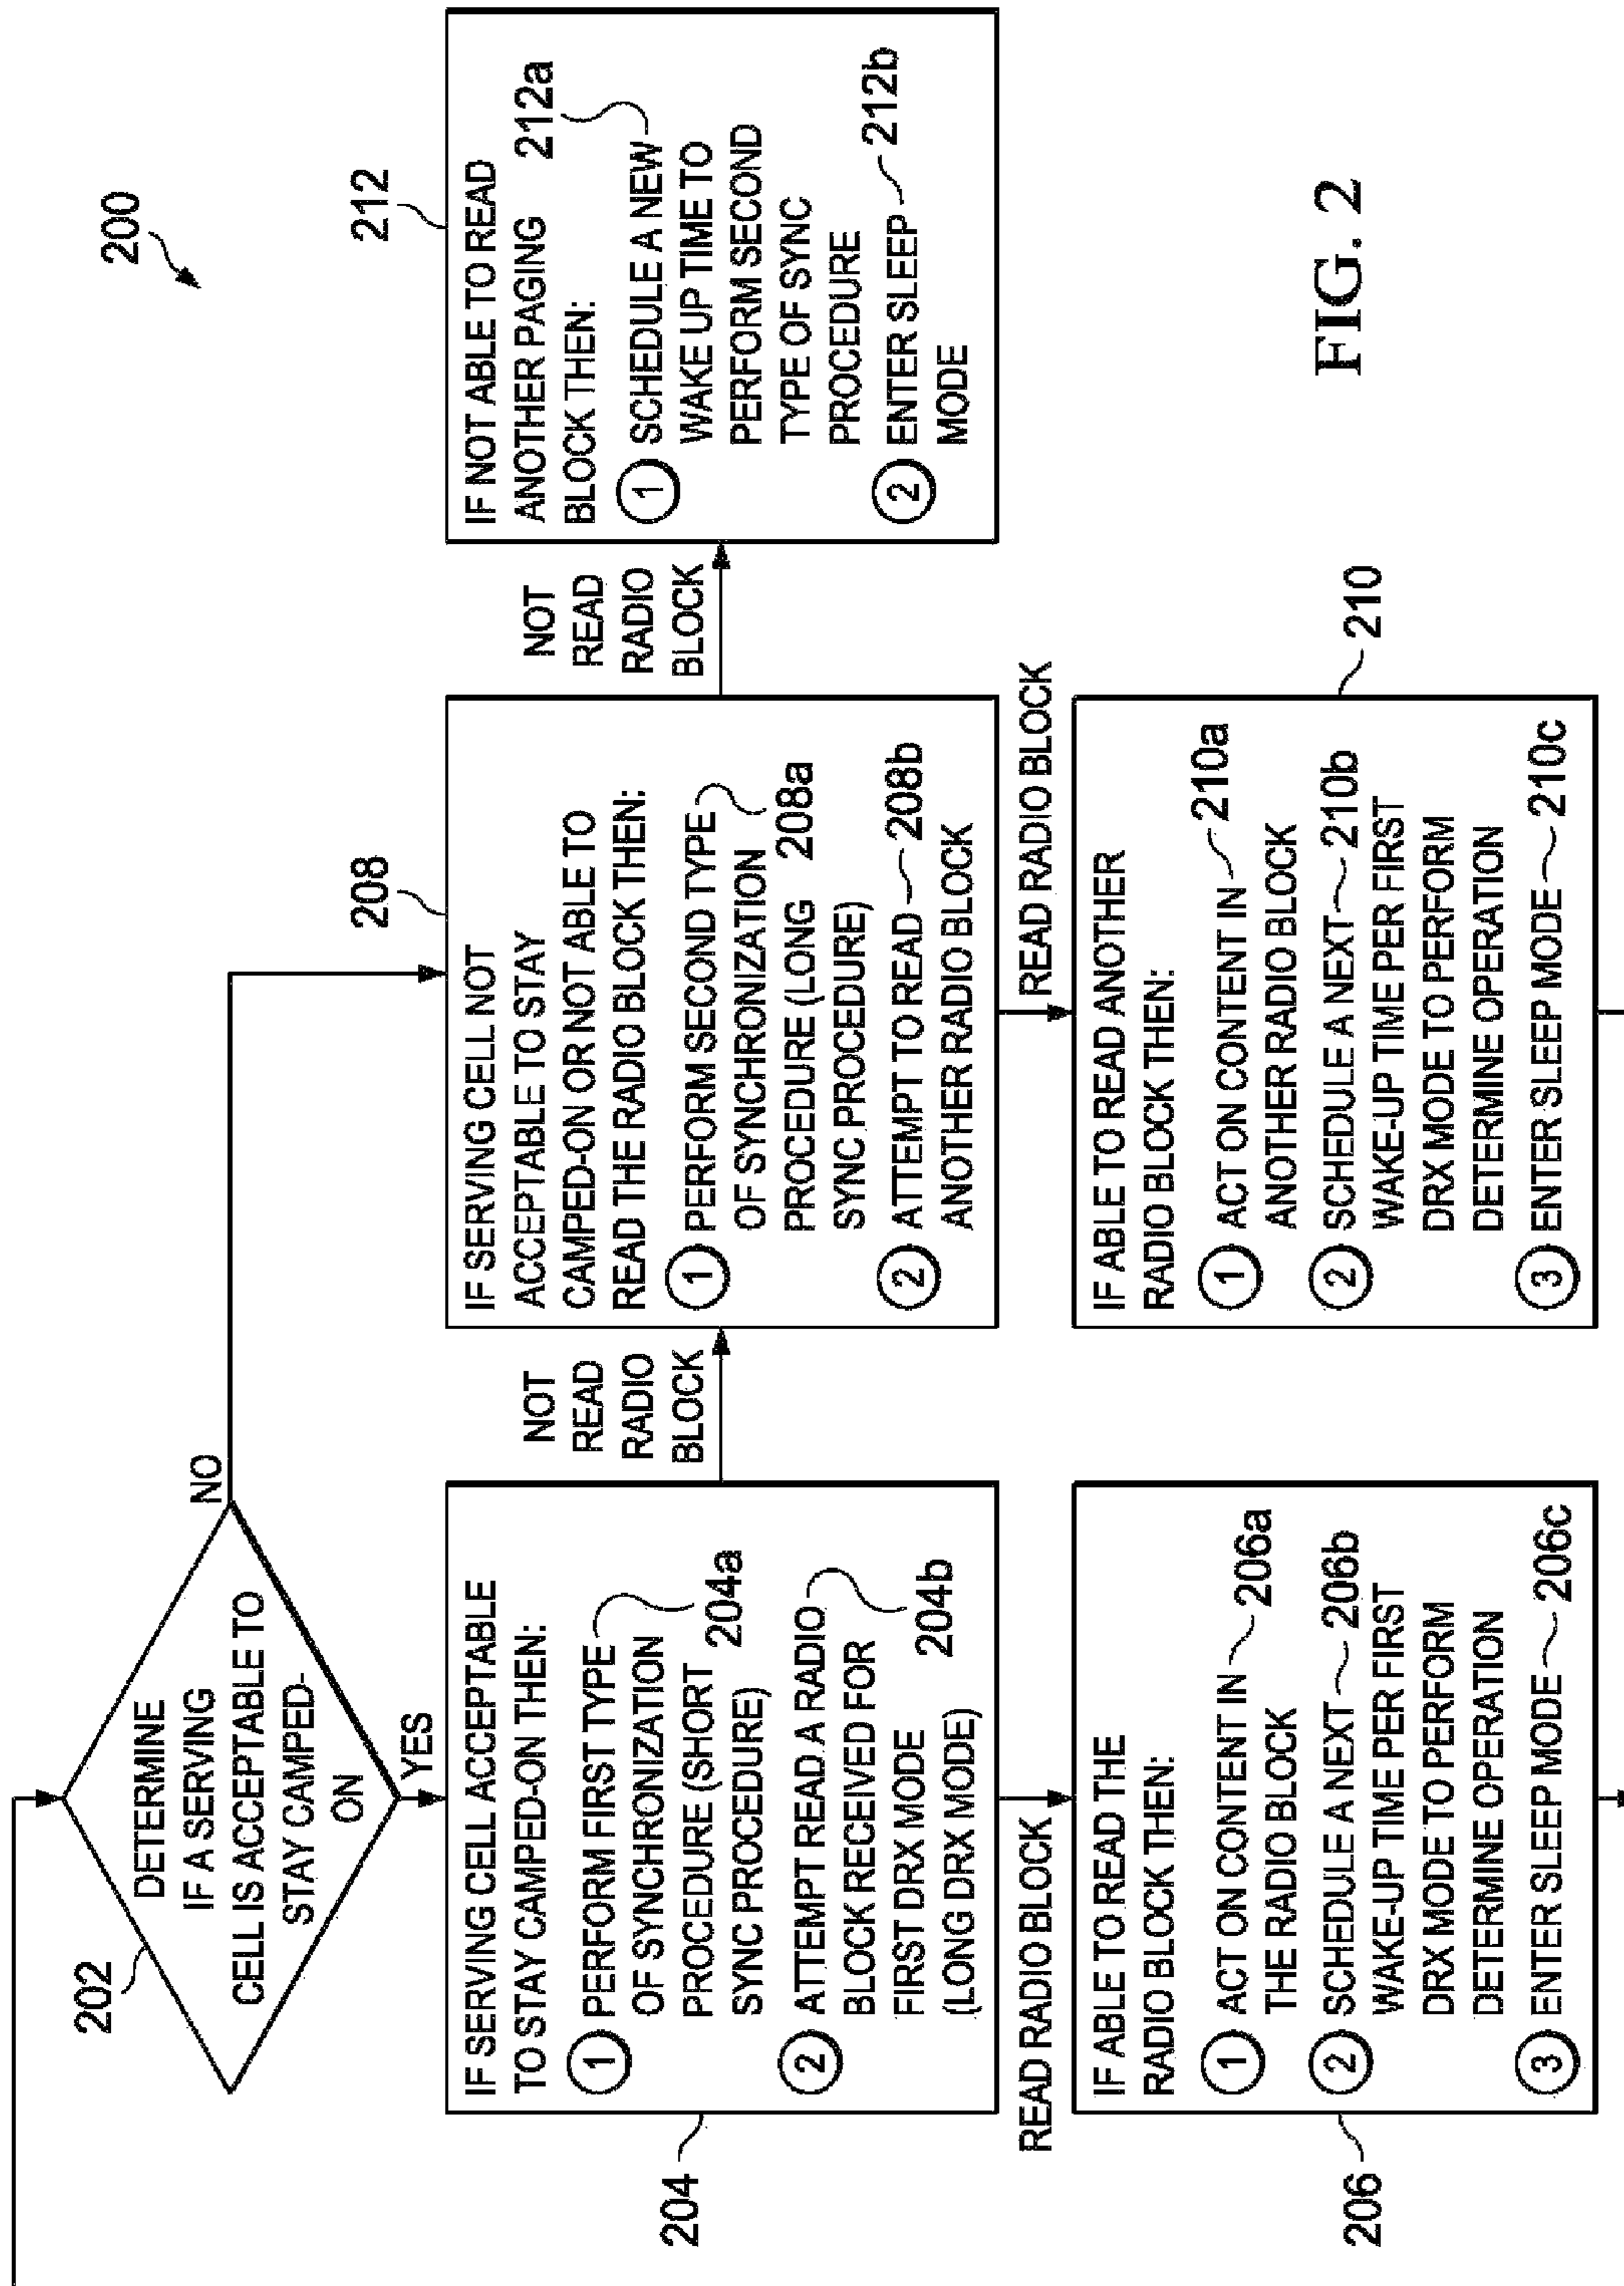 200
202
DETERMINE
IF A SERVING
CELL IS ACCEPTABLE TO
STAY CAMPED-
ON
NO
YES
204
IF SERVING CELL ACCEPTABLE
TO STAY CAMPED-ON THEN:
1 PERFORM FIRST TYPE
OF SYNCHRONIZATION
PROCEDURE (SHORT 204a
SYNC PROCEDURE)
2 ATTEMPT READ A RADIO
BLOCK RECEIVED FOR
FIRST DRX MODE 204b
(LONG DRX MODE)
NOT
READ
RADIO
BLOCK
208
IF SERVING CELL NOT
ACCEPTABLE TO STAY
CAMPED-ON OR NOT ABLE TO
READ THE RADIO BLOCK THEN:
1 PERFORM SECOND TYPE
OF SYNCHRONIZATION
PROCEDURE (LONG 208a
SYNC PROCEDURE)
2 ATTEMPT TO READ 208b
ANOTHER RADIO BLOCK
NOT
READ
RADIO
BLOCK
212
IF NOT ABLE TO READ
ANOTHER PAGING 212a
BLOCK THEN:
1 SCHEDULE A NEW
WAKE UP TIME TO
PERFORM SECOND
TYPE OF SYNC
PROCEDURE
2 ENTER SLEEP 212b
MODE
READ RADIO BLOCK
206
IF ABLE TO READ THE
RADIO BLOCK THEN:
1 ACT ON CONTENT IN 206a
THE RADIO BLOCK
2 SCHEDULE A NEXT 206b
WAKE-UP TIME PER FIRST
DRX MODE TO PERFORM
DETERMINE OPERATION
3 ENTER SLEEP MODE 206c
READ RADIO BLOCK
210
IF ABLE TO READ ANOTHER
RADIO BLOCK THEN:
1 ACT ON CONTENT IN 210a
ANOTHER RADIO BLOCK
2 SCHEDULE A NEXT 210b
WAKE-UP TIME PER FIRST
DRX MODE TO PERFORM
DETERMINE OPERATION
3 ENTER SLEEP MODE 210c
FIG. 2